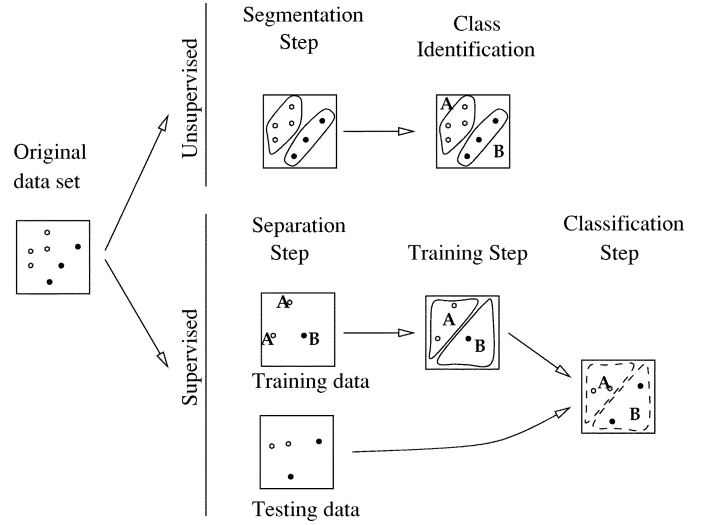 Original
data set
Unsupervised
Segmentation
Step
Class
Identification
A
B
Supervised
Separation
Step
Training Step
Classification
Step
A
A
B
Training data
A
B
A
B
Testing data